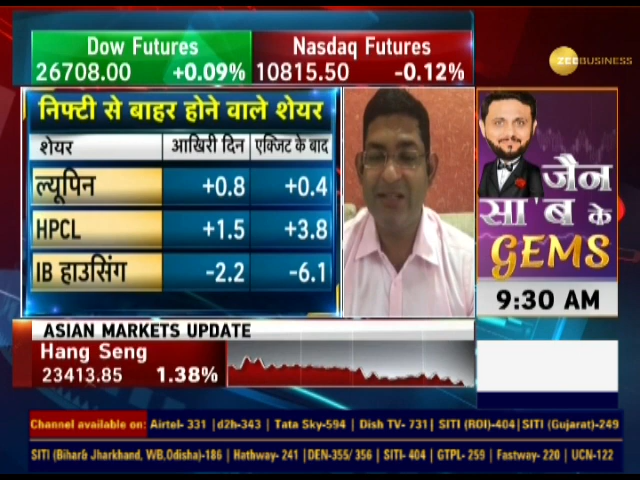 Dow Futures
26708.00 +0.09%
Nasdaq Futures
10815.50 -0.12%
ZEE BUSINESS
निफ्टी से बाहर होने वाले शेयर
शेयर आखिरी दिन एक्जिट के बाद
ल्यूपिन +0.8 +0.4
HPCL +1.5 +3.8
IB हाउसिंग -2.2 -6.1
जैन
सा'ब के
GEMS
9:30 AM
ASIAN MARKETS UPDATE
Hang Seng
23413.85 1.38%
Channel available on: Airtel- 331 |d2h-343 | Tata Sky-594 | Dish TV- 731| SITI (ROI)-404|SITI (Gujarat)-249
SITI (Bihar& Jharkhand, WB,Odisha)-186 | Hathway- 241 |DEN-355/ 356 | SITI- 404 | GTPL- 259 | Fastway- 220 | UCN-122